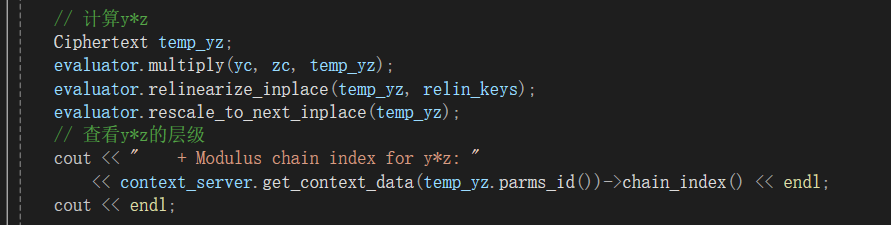 // 计算y*z
Ciphertext temp_yz;
evaluator.multiply(yc, zc, temp_yz);
evaluator.relinearize_inplace(temp_yz, relin_keys);
evaluator.rescale_to_next_inplace(temp_yz);
// 查看y*z的层级
cout << "    + Modulus chain index for y*z: "
    << context_server.get_context_data(temp_yz.parms_id())->chain_index() << endl;
cout << endl;